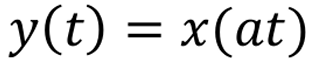 y(t) = x(at)